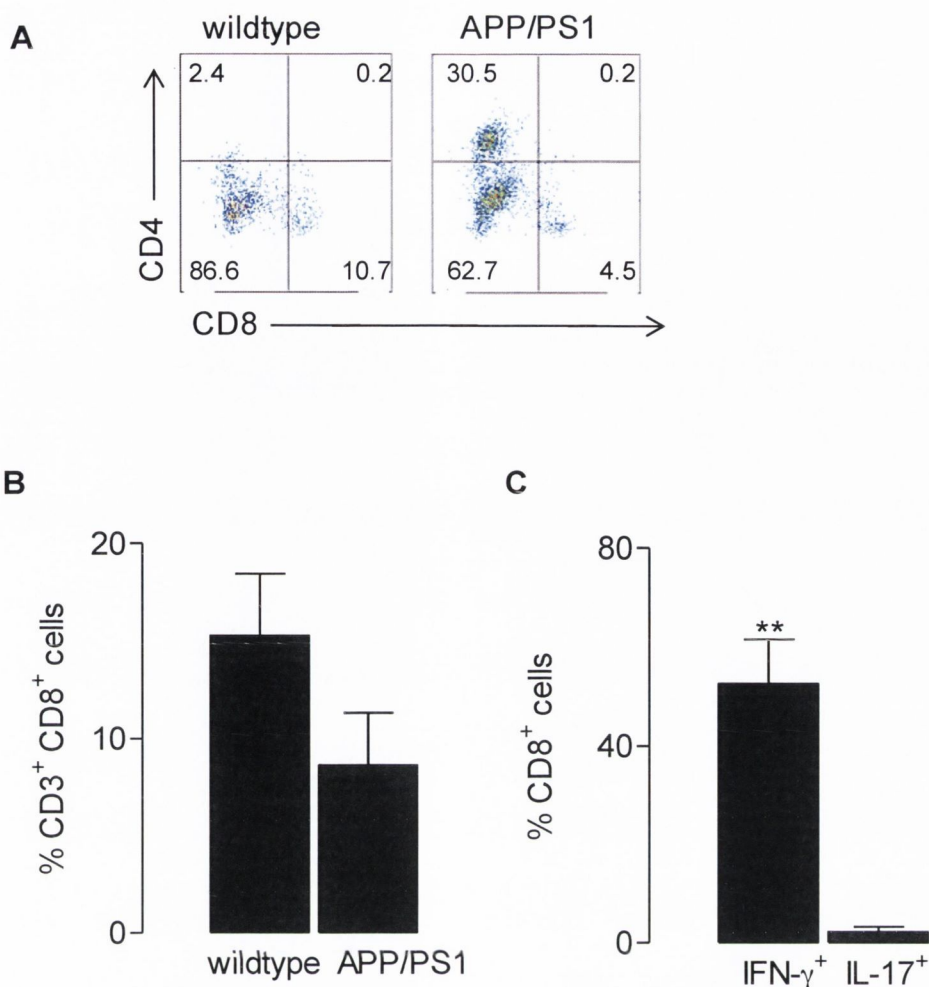 A
wildtype APP/PS1
2.4 0.2 30.5 0.2
CD4
86.6 10.7 62.7 4.5
CD8
B
20
10
0
% CD3⁺ CD8⁺ cells
wildtype APP/PS1
C
80
40
0
% CD8⁺ cells
**
IFN-γ⁺ IL-17⁺